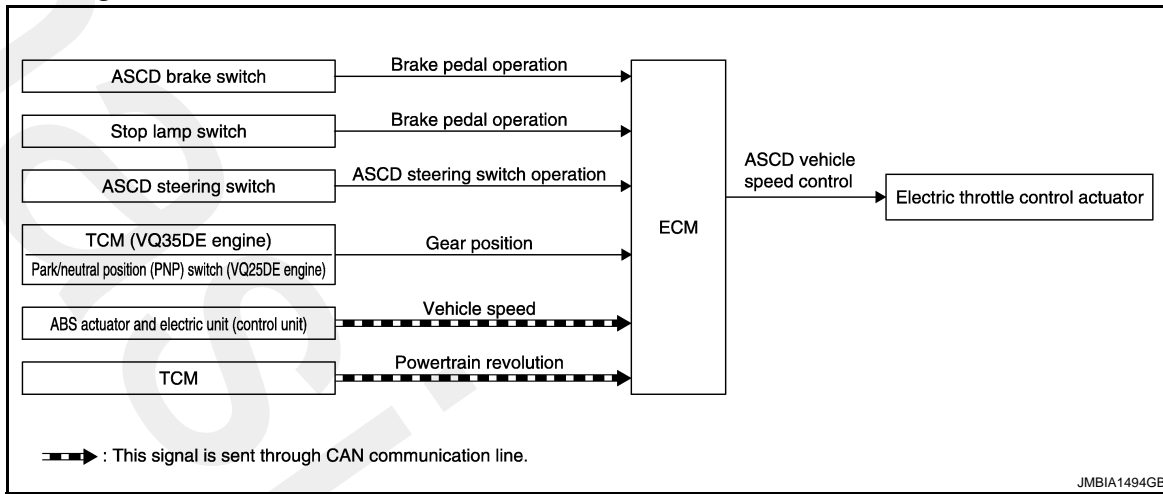 ASCD brake switch
Brake pedal operation
Stop lamp switch
Brake pedal operation
ASCD steering switch
ASCD steering switch operation
TCM (VQ35DE engine)
Park/neutral position (PNP) switch (VQ25DE engine)
Gear position
ABS actuator and electric unit (control unit)
Vehicle speed
TCM
Powertrain revolution
ECM
ASCD vehicle
speed control
Electric throttle control actuator
: This signal is sent through CAN communication line.
JMBIA1494GB